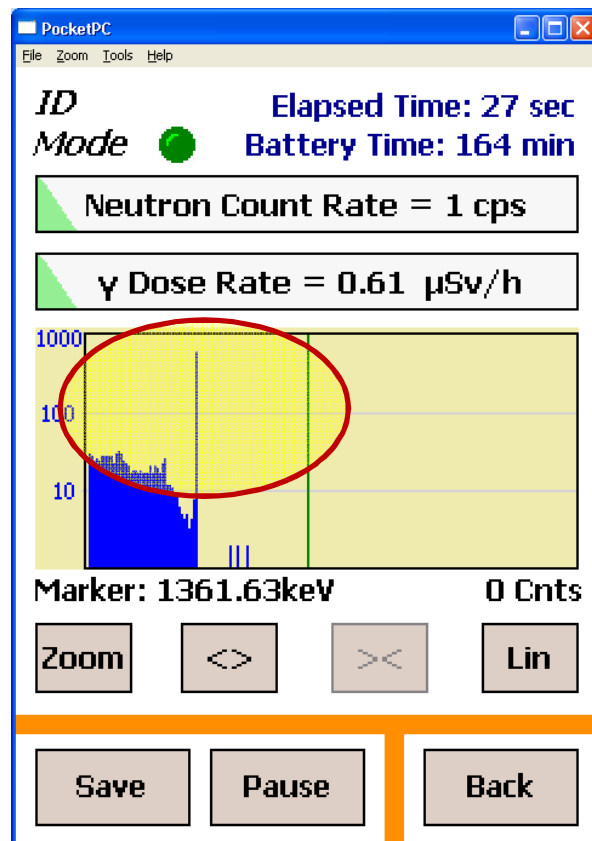 PocketPC
File Zoom Tools Help
ID Elapsed Time: 27 sec
Mode Battery Time: 164 min
Neutron Count Rate = 1 cps
γ Dose Rate = 0.61 µSv/h
1000
100
10
Marker: 1361.63keV 0 Cnts
Zoom <> >< Lin
Save Pause Back